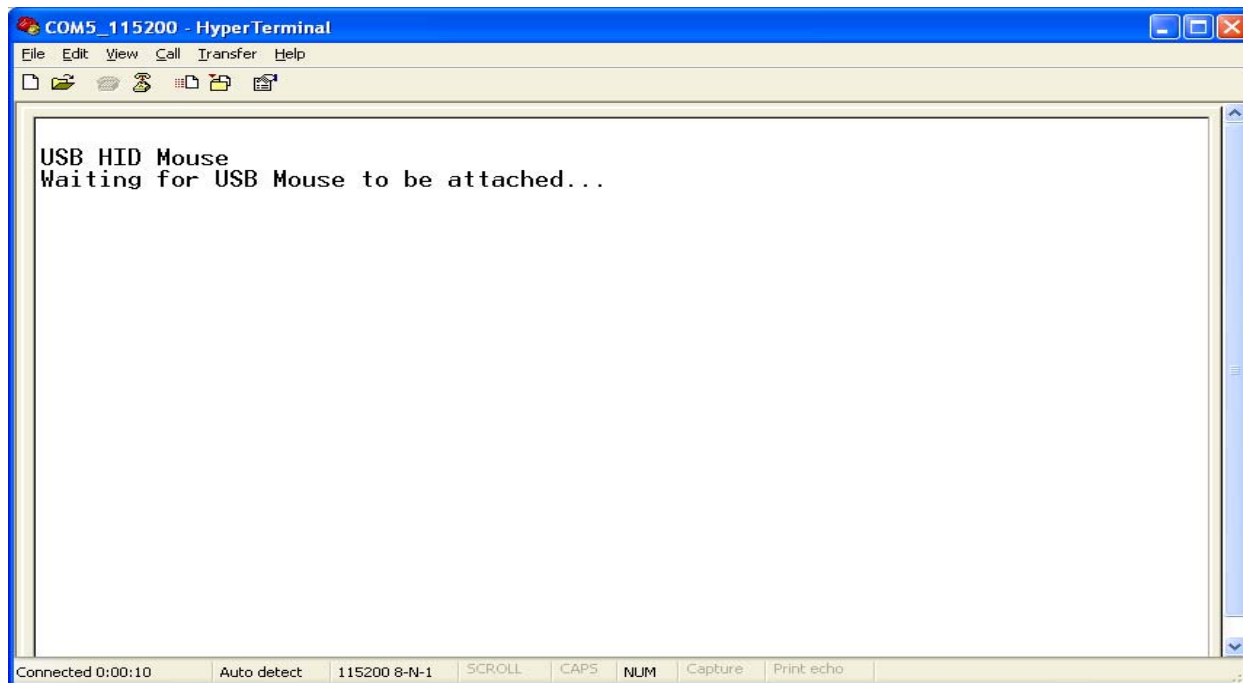 COM5_115200 - HyperTerminal
File Edit View Call Transfer Help
USB HID Mouse
Waiting for USB Mouse to be attached...
Connected 0:00:10 Auto detect 115200 8-N-1 SCROLL CAPS NUM Capture Print echo